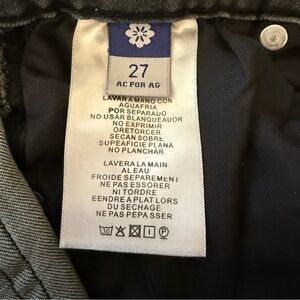 27
AC FOR AG
LAVAR A MANO CON
AGUAFRIA
POR SEPARADO
NO USAR BLANQUEADOR
NO EXPRIMIR
ORETORCER
SECAN SOBRE
SUPEAFICIE PLANA
NO PLANCHAR
LAVERA LA MAIN
AL EAU
FROIDE SEPAREMENT
NE PAS ESSORER
NI TORDRE
EENDRE A PLAT LORS
DU SECHAGE
NE PAS PEPASSER